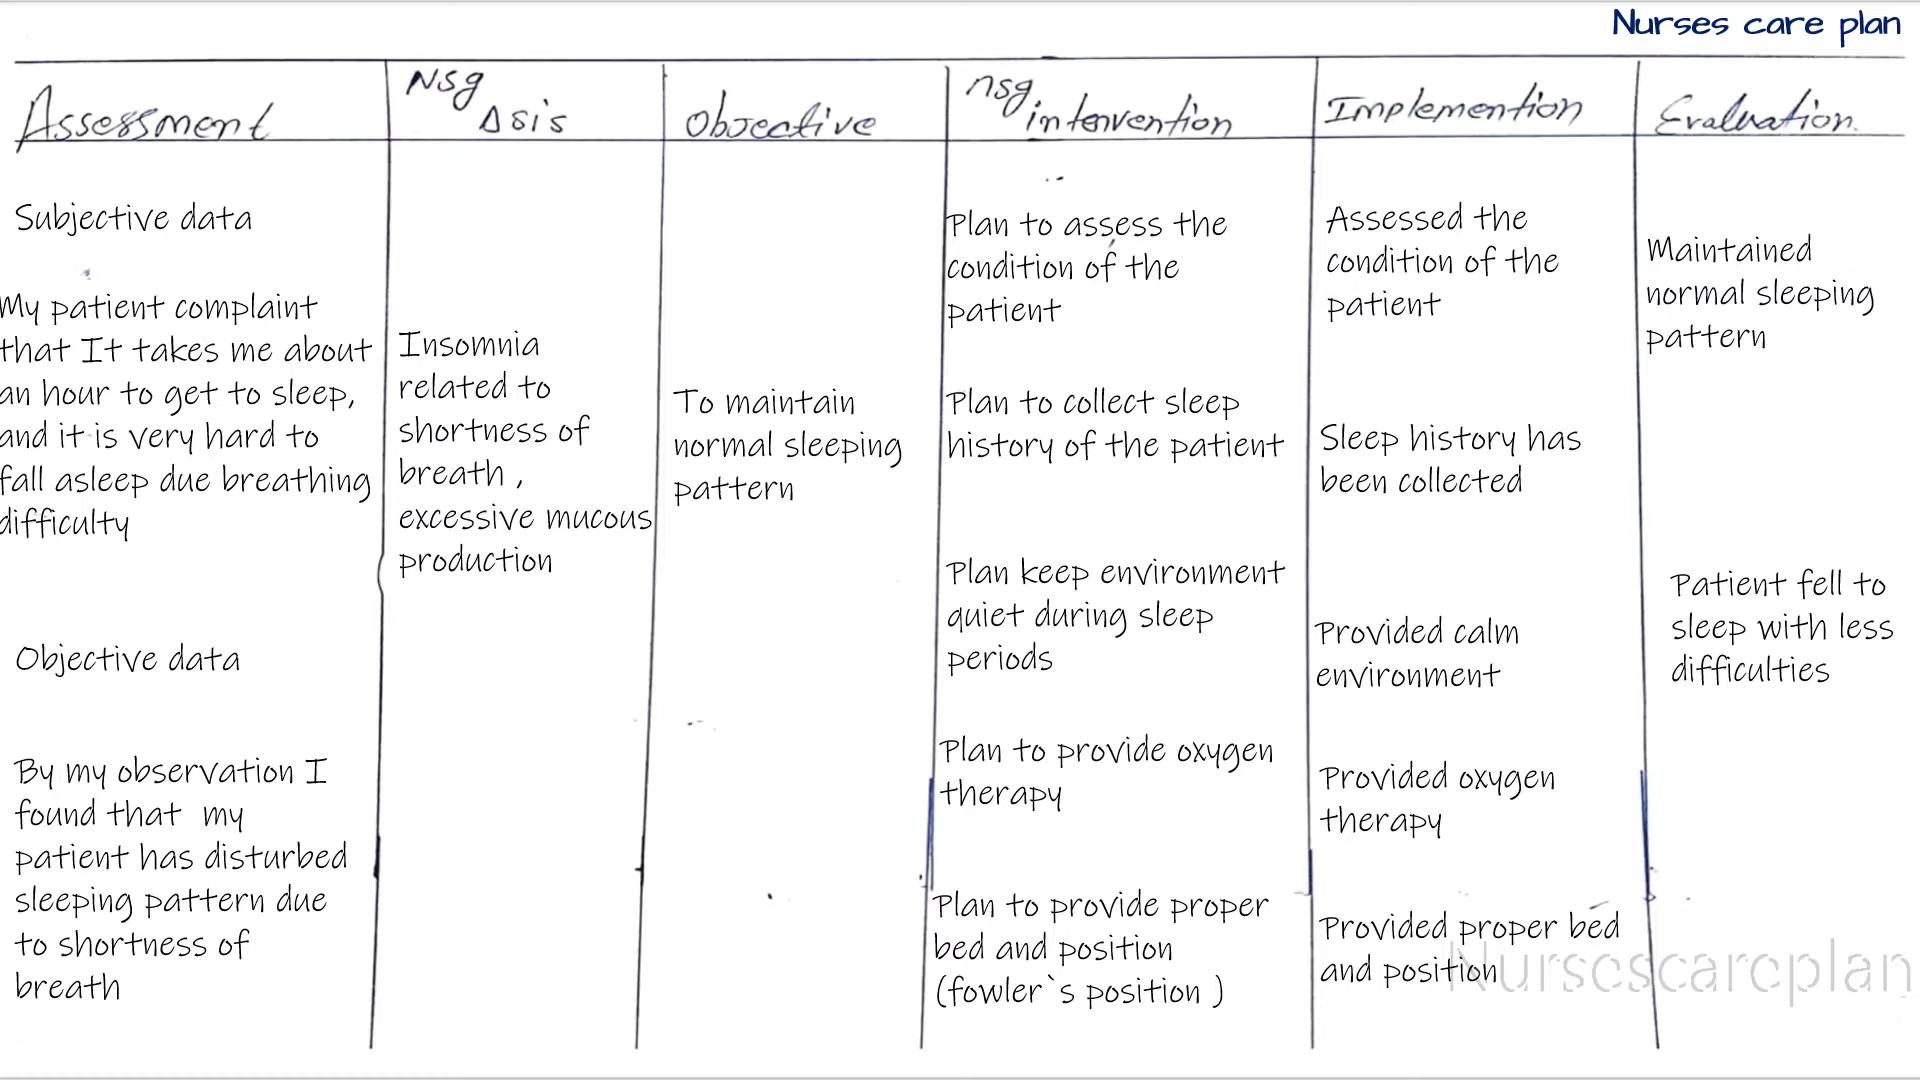 Nurses care plan
Assessment
Nsg
Δsis
Objective
nsg
intervention
Implemention
Evaluation.
Subjective data
My patient complaint
that It takes me about
an hour to get to sleep,
and it is very hard to
fall asleep due breathing
difficulty
Objective data
By my observation I
found that my
patient has disturbed
sleeping pattern due
to shortness of
breath
Insomnia
related to
shortness of
breath ,
excessive mucous
production
To maintain
normal sleeping
pattern
Plan to assess the
condition of the
patient
Plan to collect sleep
history of the patient
Plan keep environment
quiet during sleep
periods
Plan to provide oxygen
therapy
Plan to provide proper
bed and position
(fowler`s position )
Assessed the
condition of the
patient
Sleep history has
been collected
Provided calm
environment
Provided oxygen
therapy
Provided proper bed
and position
Maintained
normal sleeping
pattern
Patient fell to
sleep with less
difficulties
Nursescareplan